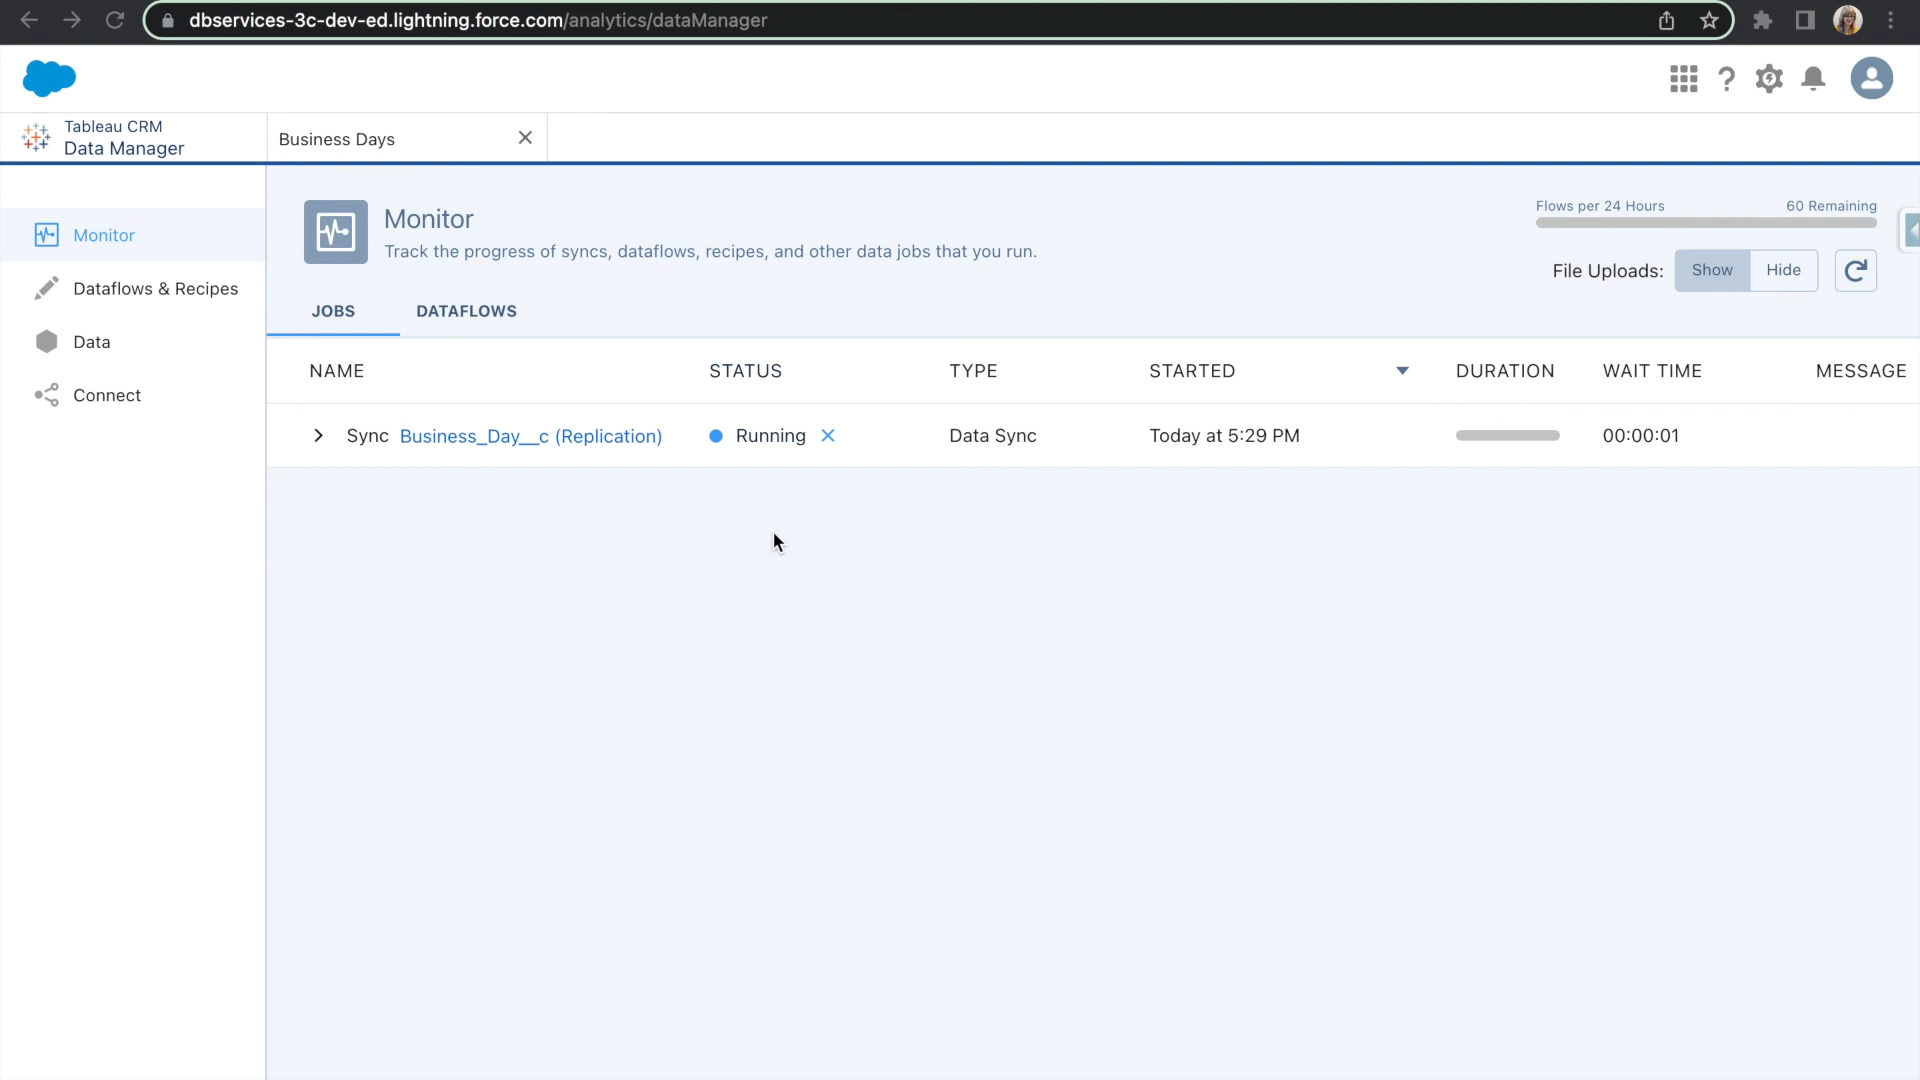 dbservices-3c-dev-ed.lightning.force.com/analytics/dataManager
Tableau CRM
Data Manager
Business Days
Monitor
Dataflows & Recipes
Data
Connect
Monitor
Track the progress of syncs, dataflows, recipes, and other data jobs that you run.
Flows per 24 Hours 60 Remaining
File Uploads: Show Hide
JOBS DATAFLOWS
NAME STATUS TYPE STARTED DURATION WAIT TIME MESSAGE
Sync Business_Day__c (Replication) Running Data Sync Today at 5:29 PM 00:00:01